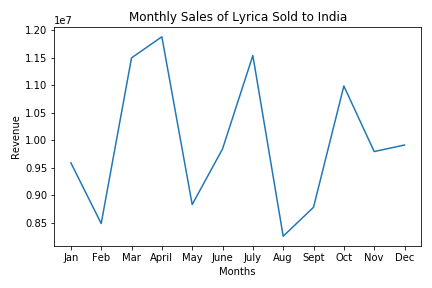 Monthly Sales of Lyrica Sold to India
1e7
1.20
1.15
1.10
1.05
1.00
0.95
0.90
0.85
Revenue
Jan Feb Mar April May June July Aug Sept Oct Nov Dec
Months